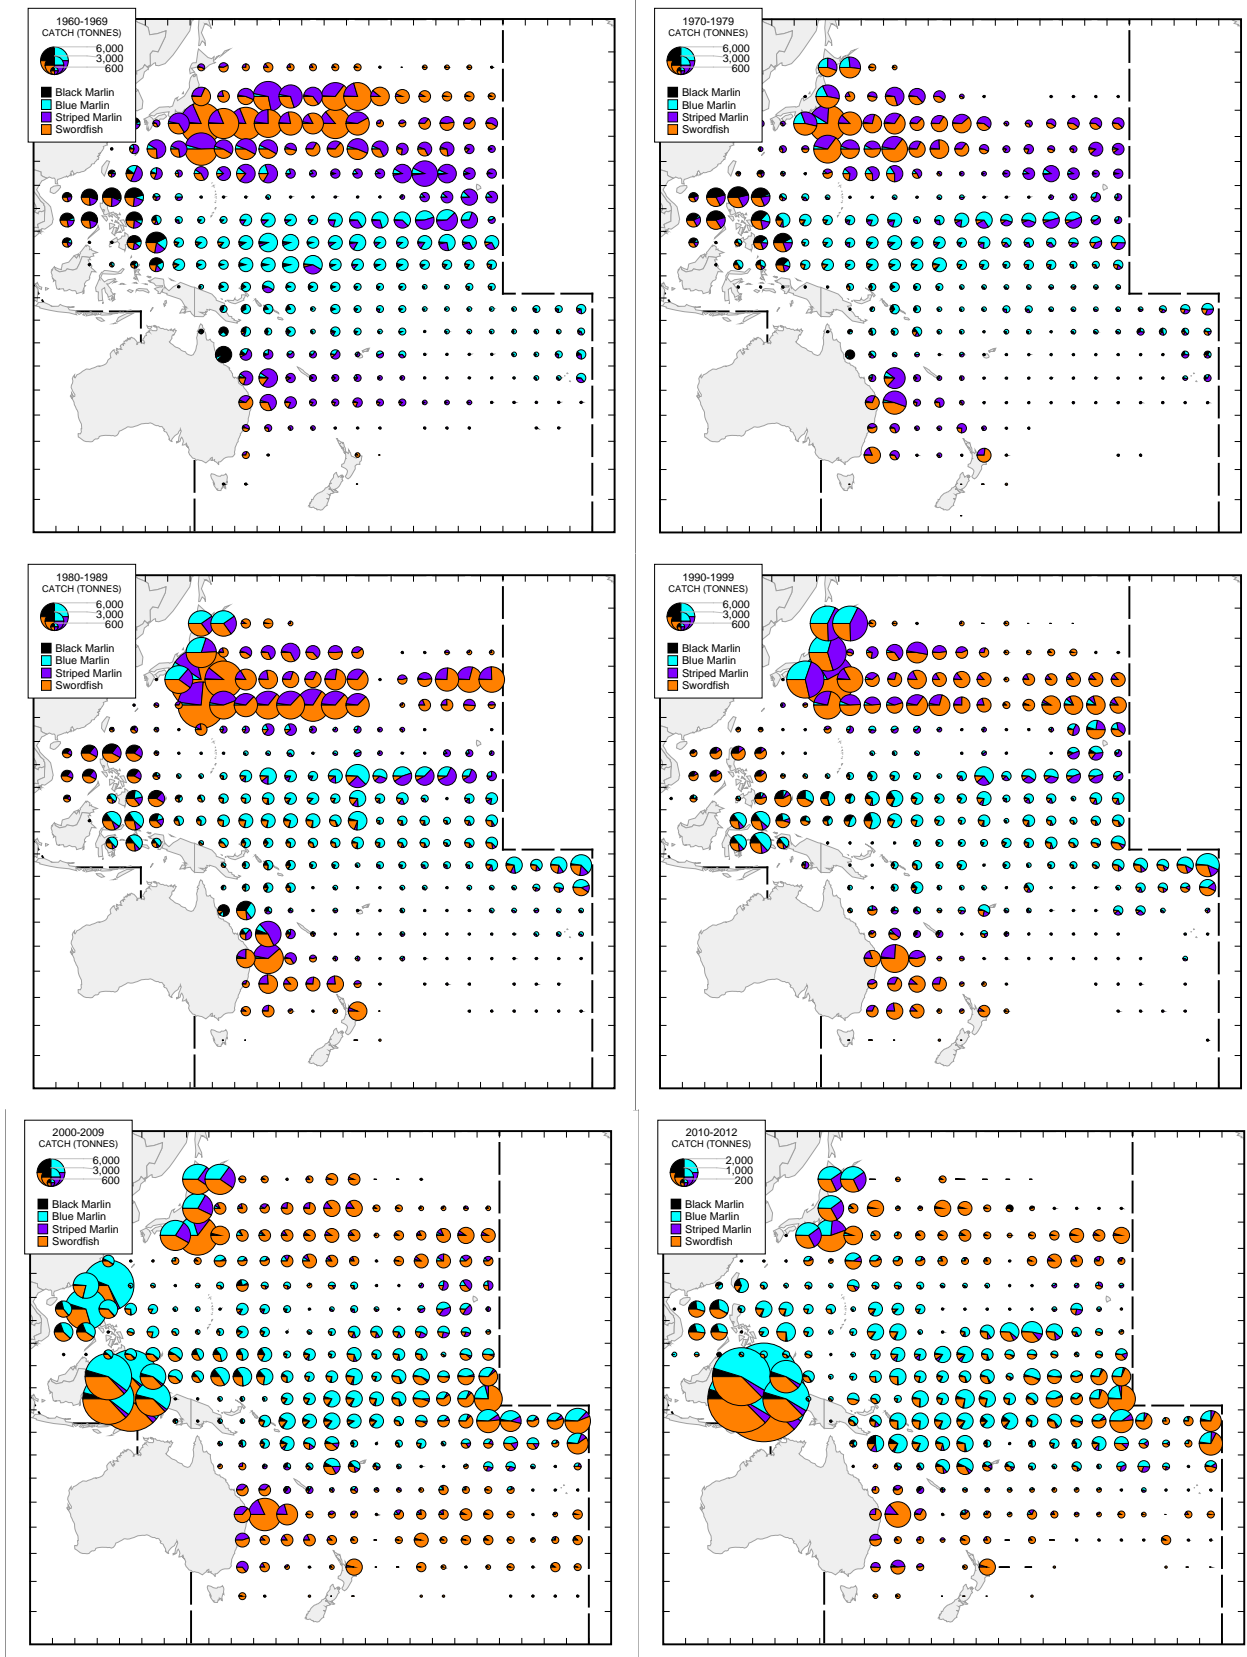 1960-1969
CATCH (TONNES)
6,000
3,000
600
Black Marlin
Blue Marlin
Striped Marlin
Swordfish
1970-1979
CATCH (TONNES)
6,000
3,000
600
Black Marlin
Blue Marlin
Striped Marlin
Swordfish
1980-1989
CATCH (TONNES)
6,000
3,000
600
Black Marlin
Blue Marlin
Striped Marlin
Swordfish
1990-1999
CATCH (TONNES)
6,000
3,000
600
Black Marlin
Blue Marlin
Striped Marlin
Swordfish
2000-2009
CATCH (TONNES)
6,000
3,000
600
Black Marlin
Blue Marlin
Striped Marlin
Swordfish
2010-2012
CATCH (TONNES)
2,000
1,000
200
Black Marlin
Blue Marlin
Striped Marlin
Swordfish